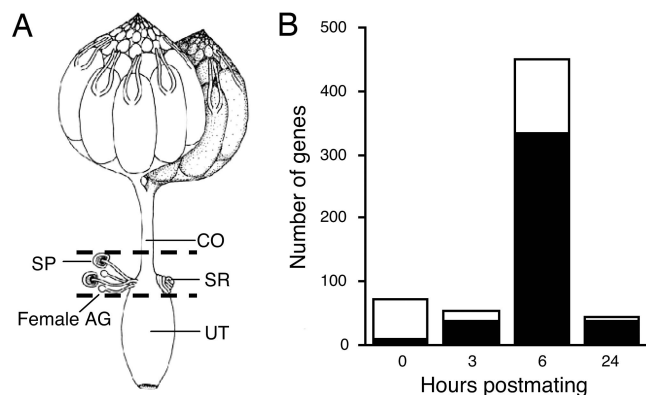 A
CO
SP
SR
Female AG
UT
B
500
400
300
200
100
0
Number of genes
0 3 6 24
Hours postmating